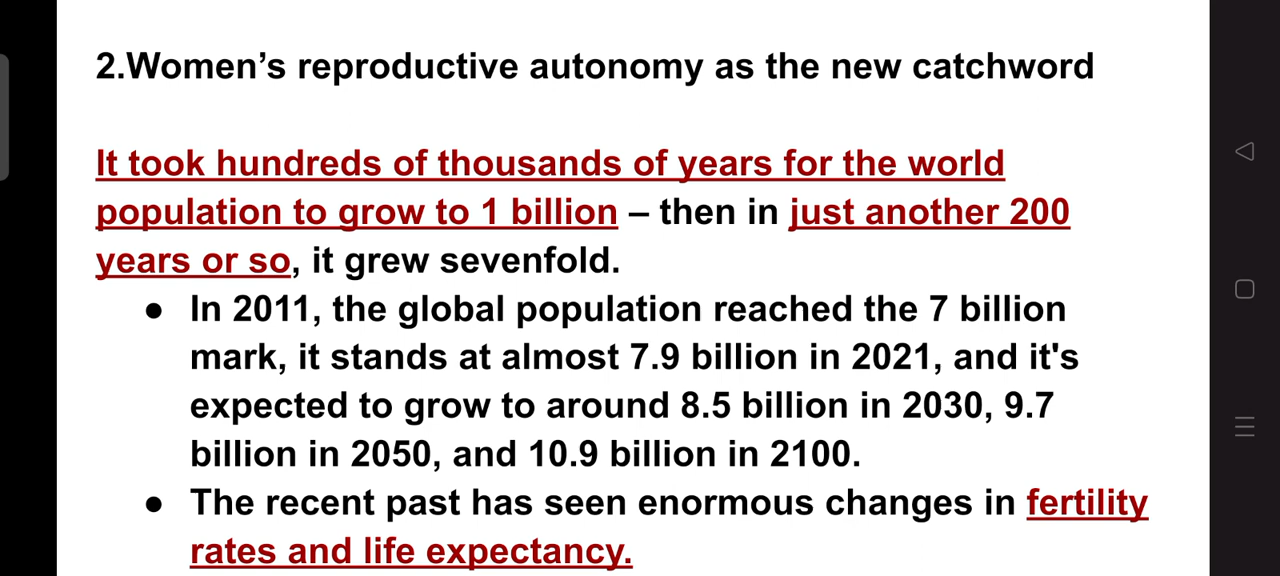 2.Women’s reproductive autonomy as the new catchword
It took hundreds of thousands of years for the world
population to grow to 1 billion – then in just another 200
years or so, it grew sevenfold.
● In 2011, the global population reached the 7 billion
mark, it stands at almost 7.9 billion in 2021, and it's
expected to grow to around 8.5 billion in 2030, 9.7
billion in 2050, and 10.9 billion in 2100.
● The recent past has seen enormous changes in fertility
rates and life expectancy.